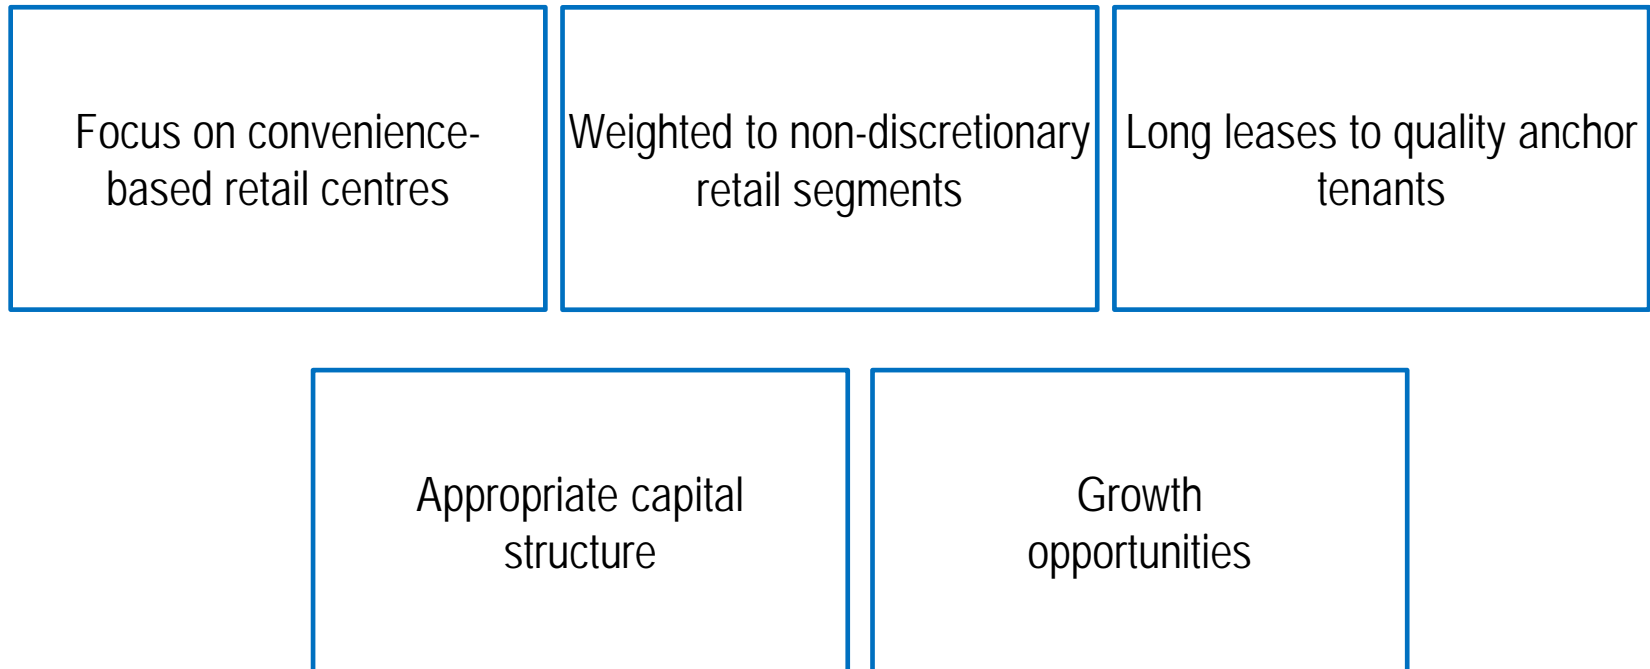 Focus on convenience-
based retail centres
Weighted to non-discretionary
retail segments
Long leases to quality anchor
tenants
Appropriate capital
structure
Growth
opportunities